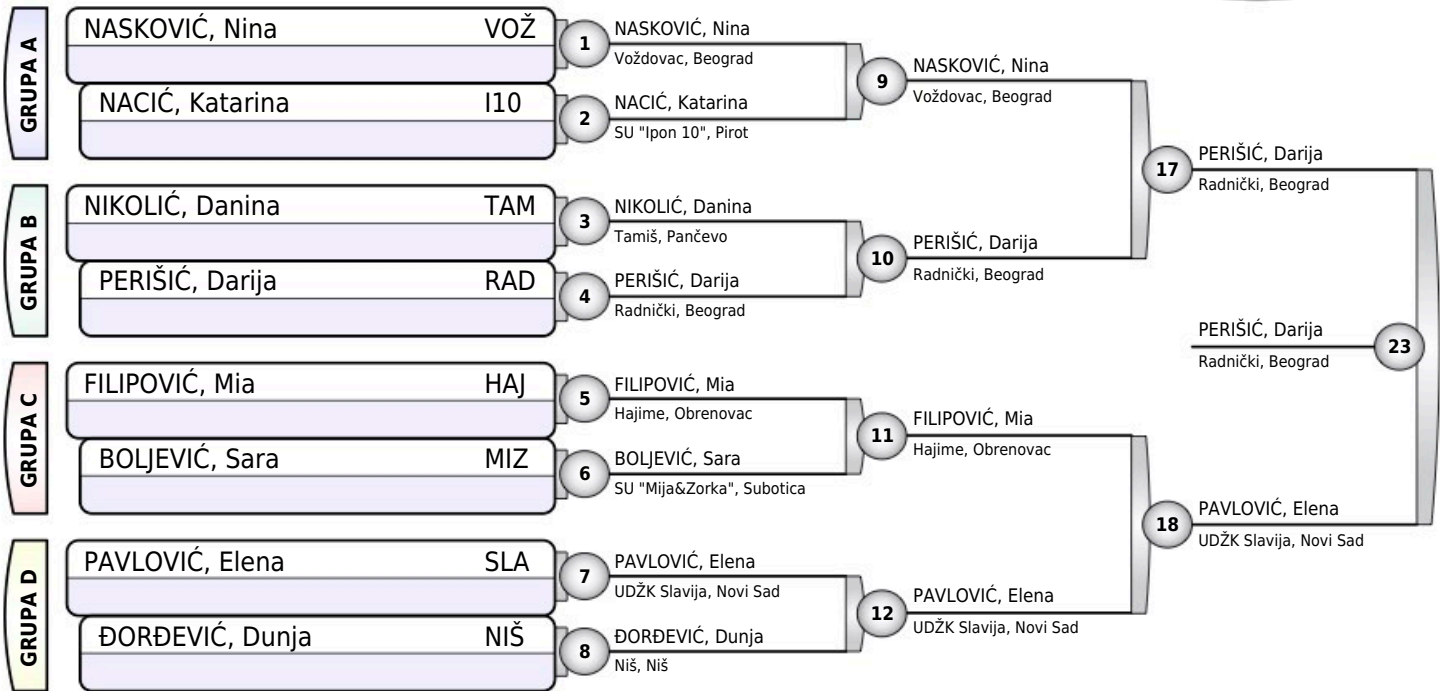 GRUPA A
NASKOVIĆ, Nina VOŽ
NACIĆ, Katarina I10
1
NASKOVIĆ, Nina
Voždovac, Beograd
2
NACIĆ, Katarina
SU "Ipon 10", Pirot
9
NASKOVIĆ, Nina
Voždovac, Beograd
GRUPA B
NIKOLIĆ, Danina TAM
PERIŠIĆ, Darija RAD
3
NIKOLIĆ, Danina
Tamiš, Pančevo
4
PERIŠIĆ, Darija
Radnički, Beograd
10
PERIŠIĆ, Darija
Radnički, Beograd
17
PERIŠIĆ, Darija
Radnički, Beograd
GRUPA C
FILIPOVIĆ, Mia HAJ
BOLJEVIĆ, Sara MIZ
5
FILIPOVIĆ, Mia
Hajime, Obrenovac
6
BOLJEVIĆ, Sara
SU "Mija&Zorka", Subotica
11
FILIPOVIĆ, Mia
Hajime, Obrenovac
GRUPA D
PAVLOVIĆ, Elena SLA
ĐORĐEVIĆ, Dunja NIŠ
7
PAVLOVIĆ, Elena
UDŽK Slavija, Novi Sad
8
ĐORĐEVIĆ, Dunja
Niš, Niš
12
PAVLOVIĆ, Elena
UDŽK Slavija, Novi Sad
18
PAVLOVIĆ, Elena
UDŽK Slavija, Novi Sad
PERIŠIĆ, Darija
Radnički, Beograd
23